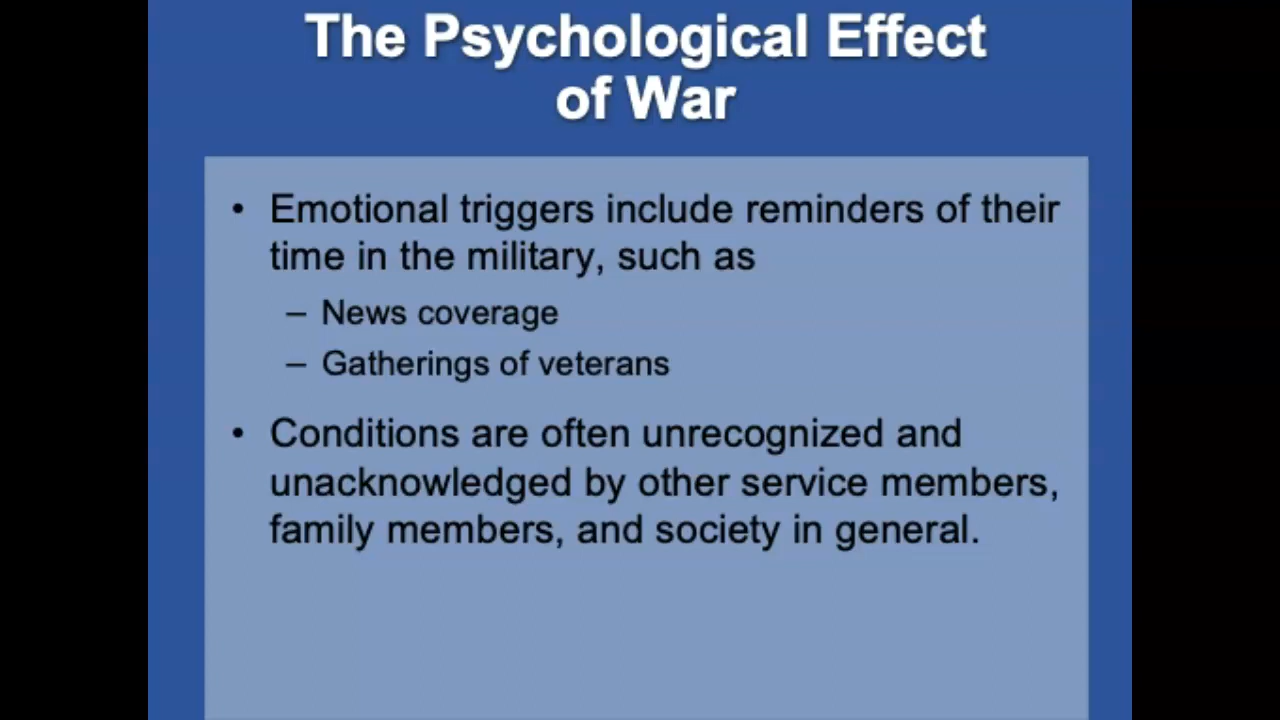 The Psychological Effect
of War
• Emotional triggers include reminders of their
time in the military, such as
– News coverage
– Gatherings of veterans
• Conditions are often unrecognized and
unacknowledged by other service members,
family members, and society in general.